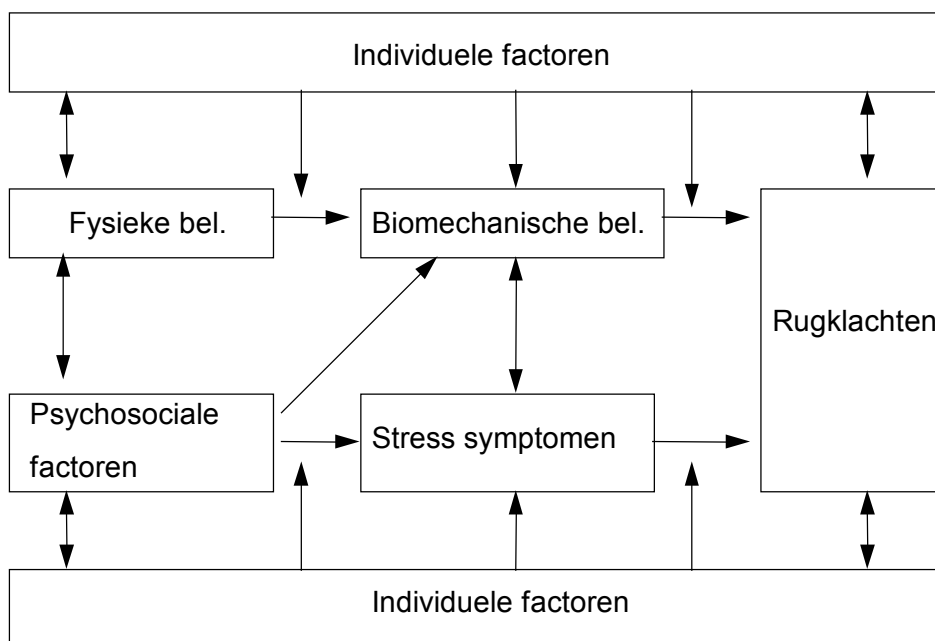 Individuele factoren
Fysieke bel.
Biomechanische bel.
Rugklachten
Psychosociale
factoren
Stress symptomen
Individuele factoren